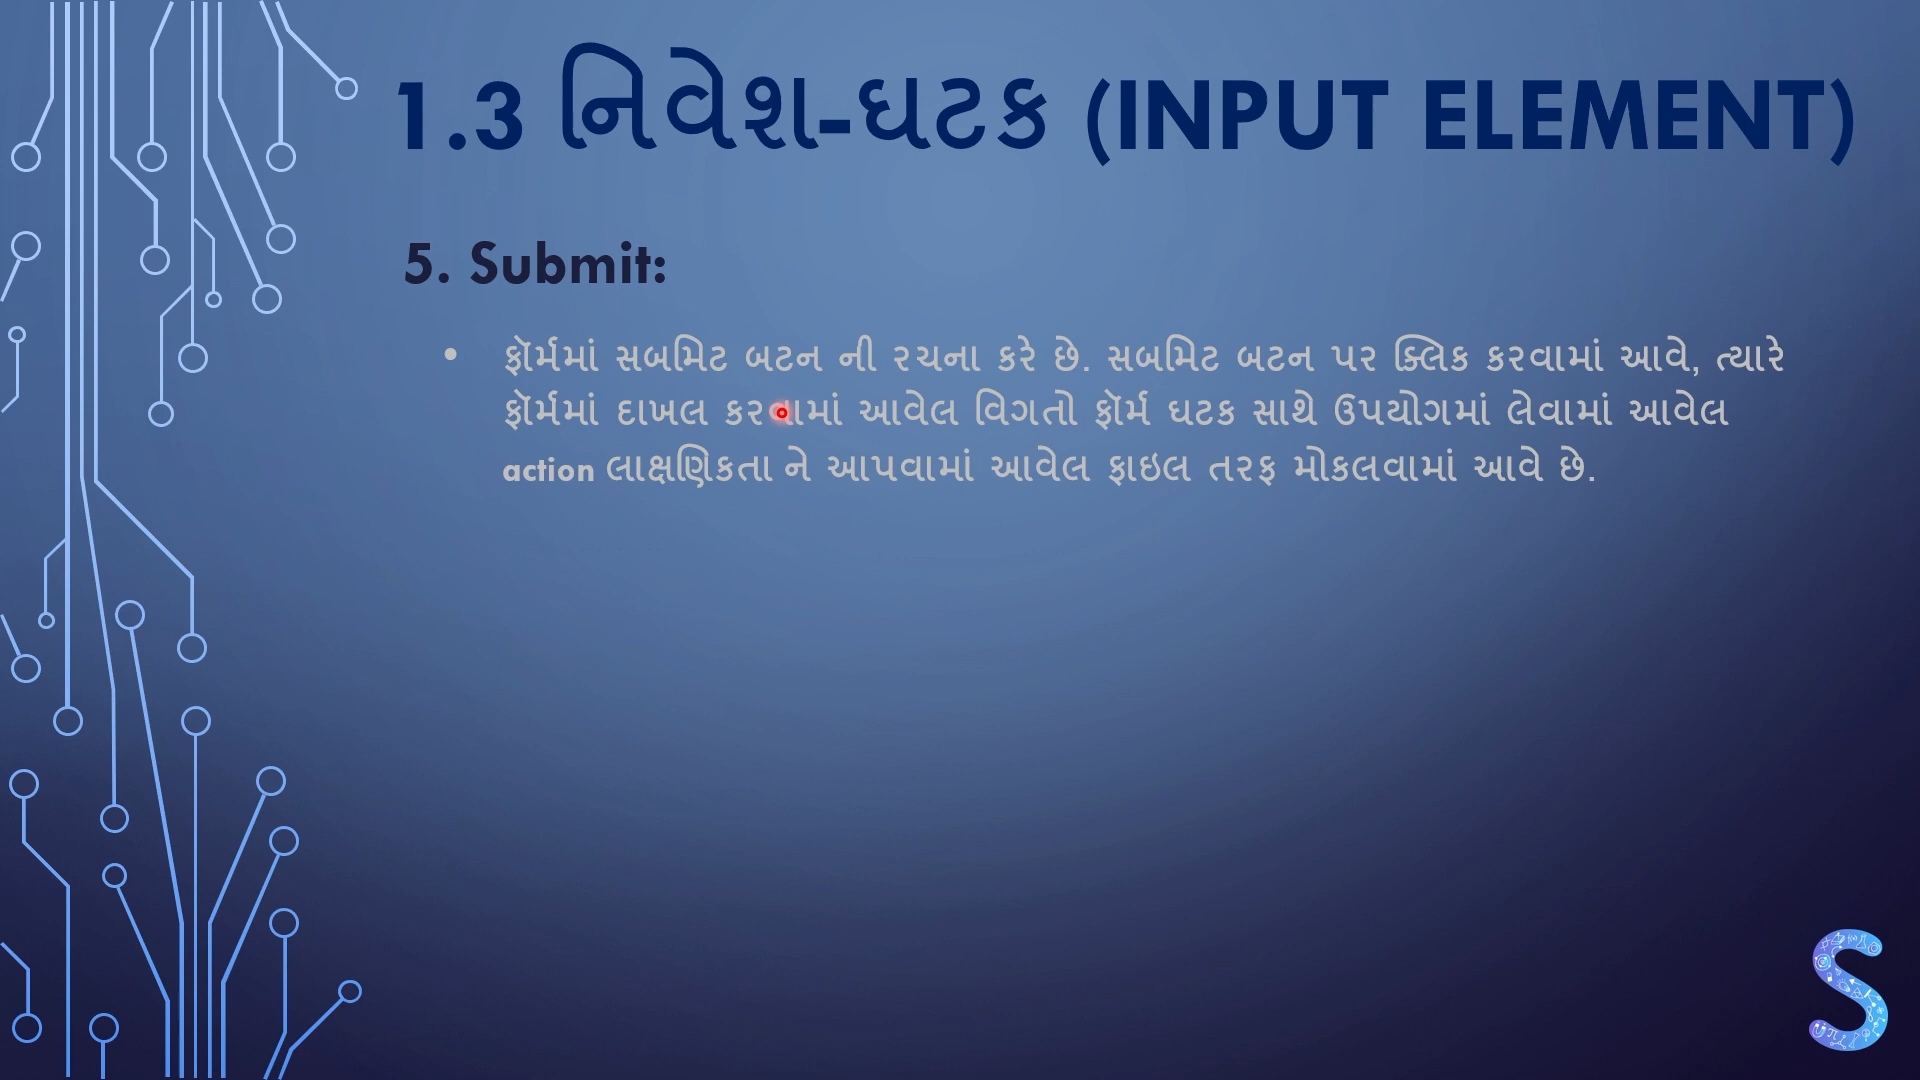 1.3 નિવેશ-ઘટક (INPUT ELEMENT)
5. Submit:
• ફૉર્મમાં સબમિટ બટન ની રચના કરે છે. સબમિટ બટન પર ક્લિક કરવામાં આવે, ત્યારે
ફૉર્મમાં દાખલ કરવામાં આવેલ વિગતો ફૉર્મ ઘટક સાથે ઉપયોગમાં લેવામાં આવેલ
action લાક્ષણિકતા ને આપવામાં આવેલ ફાઇલ તરફ મોકલવામાં આવે છે.
S